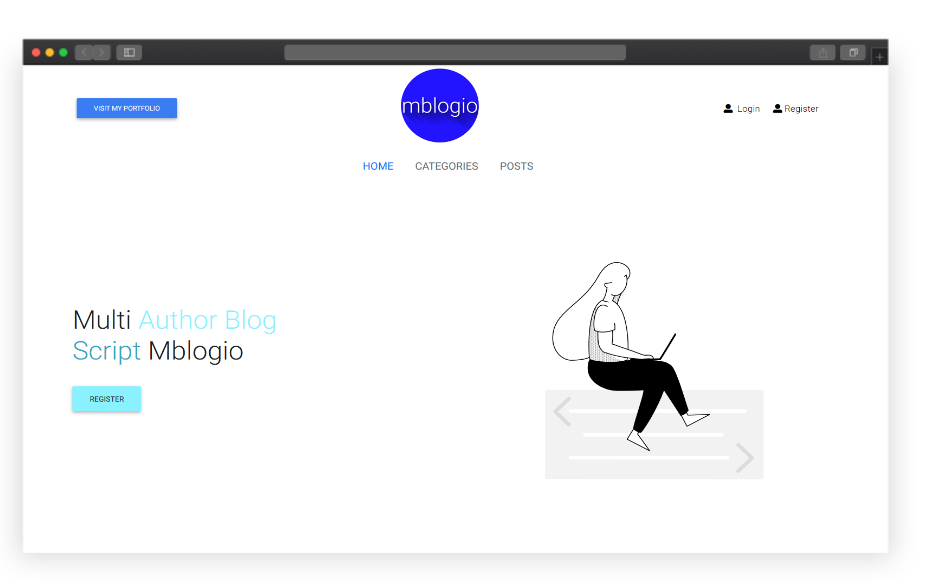 VISIT MY PORTFOLIO
mblogio
Login
Register
HOME
CATEGORIES
POSTS
Multi Author Blog
Script Mblogio
REGISTER